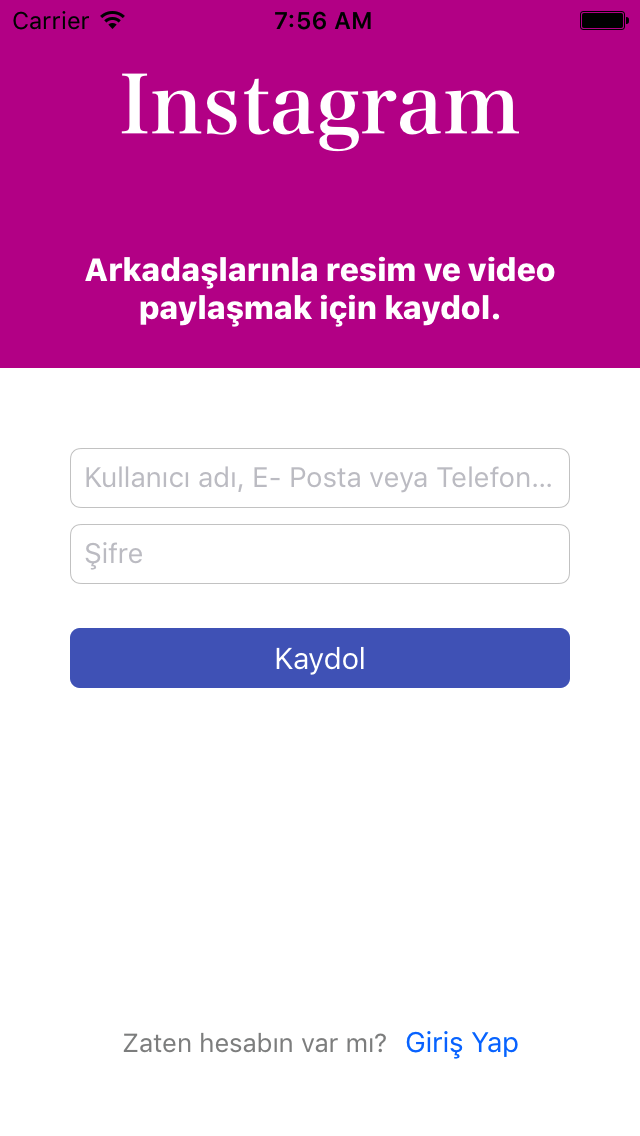 Carrier 7:56 AM
Instagram
Arkadaşlarınla resim ve video
paylaşmak için kaydol.
Kullanıcı adı, E- Posta veya Telefon...
Şifre
Kaydol
Zaten hesabın var mı? Giriş Yap